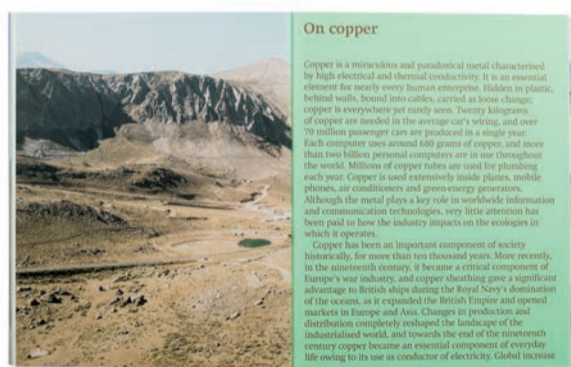 On copper
Copper is a miraculous and paradoxical metal characterised
by high electrical and thermal conductivity. It is an essential
element for nearly every human enterprise. Hidden in plastic,
behind walls, bound into cables, carried as loose change;
copper is everywhere yet rarely seen. Twenty kilograms
of copper are needed in the average car's wiring, and over
70 million passenger cars are produced in a single year.
Each computer uses around 680 grams of copper, and more
than two billion personal computers are in use throughout
the world. Millions of copper tubes are used for plumbing
each year. Copper is used extensively inside planes, mobile
phones, air conditioners and green-energy generators.
Although the metal plays a key role in worldwide information
and communication technologies, very little attention has
been paid to how the industry impacts on the ecologies in
which it operates.
Copper has been an important component of society
historically, for more than ten thousand years. More recently,
in the nineteenth century, it became a critical component of
Europe's war industry, and copper sheathing gave a significant
advantage to British ships during the Royal Navy's domination
of the oceans, as it expanded the British Empire and opened
markets in Europe and Asia. Changes in production and
distribution completely reshaped the landscape of the
industrialised world, and towards the end of the nineteenth
century copper became an essential component of everyday
life owing to its use as conductor of electricity. Global increase